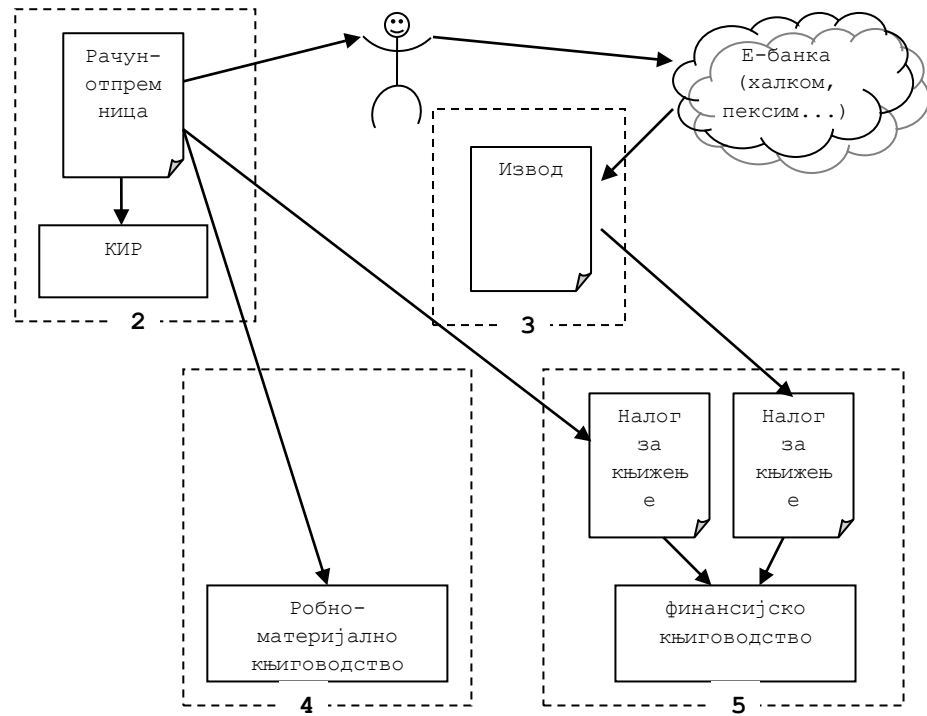 Рачун-
отпрем
ница
КИР
2
Е-банка
(халком,
пексим...)
Извод
3
Робно-
материјално
књиговодство
4
Налог
за
књижењ
е
Налог
за
књижењ
е
финансијско
књиговодство
5